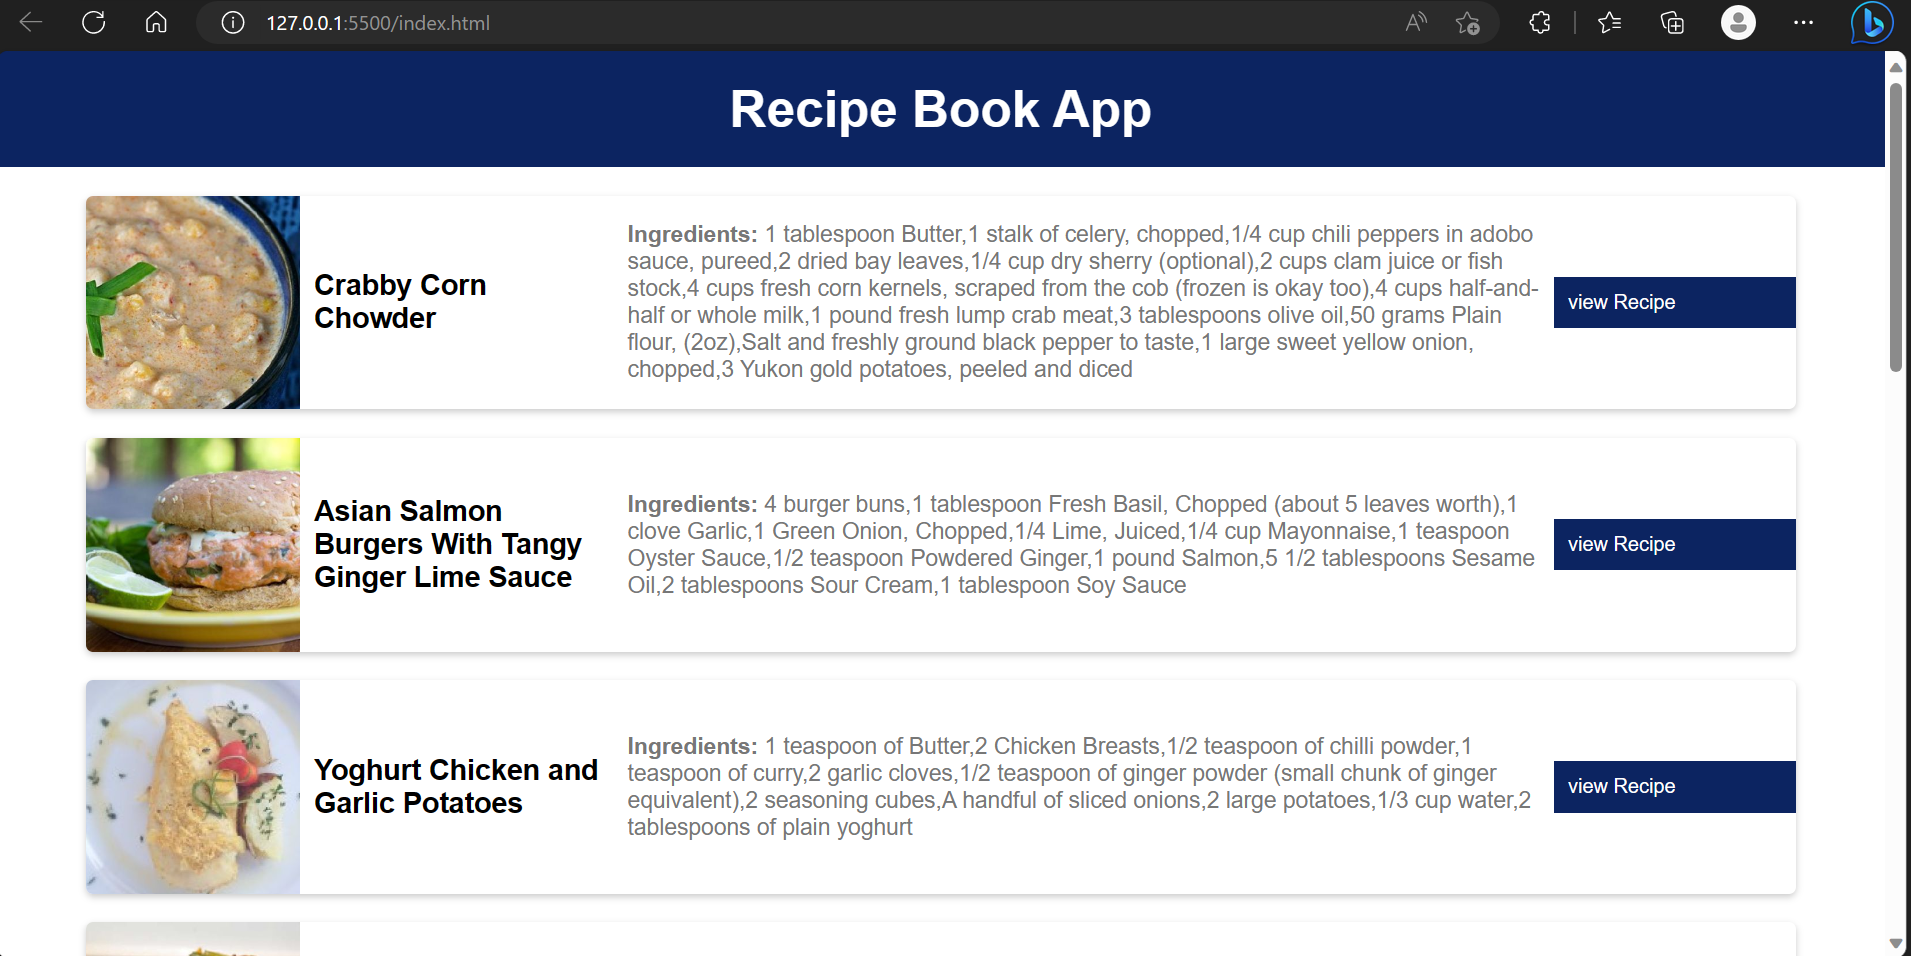 127.0.0.1:5500/index.html
Recipe Book App
Crabby Corn
Chowder
Ingredients: 1 tablespoon Butter,1 stalk of celery, chopped,1/4 cup chili peppers in adobo
sauce, pureed,2 dried bay leaves,1/4 cup dry sherry (optional),2 cups clam juice or fish
stock,4 cups fresh corn kernels, scraped from the cob (frozen is okay too),4 cups half-and-
half or whole milk,1 pound fresh lump crab meat,3 tablespoons olive oil,50 grams Plain
flour, (2oz),Salt and freshly ground black pepper to taste,1 large sweet yellow onion,
chopped,3 Yukon gold potatoes, peeled and diced
view Recipe
Asian Salmon
Burgers With Tangy
Ginger Lime Sauce
Ingredients: 4 burger buns,1 tablespoon Fresh Basil, Chopped (about 5 leaves worth),1
clove Garlic,1 Green Onion, Chopped,1/4 Lime, Juiced,1/4 cup Mayonnaise,1 teaspoon
Oyster Sauce,1/2 teaspoon Powdered Ginger,1 pound Salmon,5 1/2 tablespoons Sesame
Oil,2 tablespoons Sour Cream,1 tablespoon Soy Sauce
view Recipe
Yoghurt Chicken and
Garlic Potatoes
Ingredients: 1 teaspoon of Butter,2 Chicken Breasts,1/2 teaspoon of chilli powder,1
teaspoon of curry,2 garlic cloves,1/2 teaspoon of ginger powder (small chunk of ginger
equivalent),2 seasoning cubes,A handful of sliced onions,2 large potatoes,1/3 cup water,2
tablespoons of plain yoghurt
view Recipe